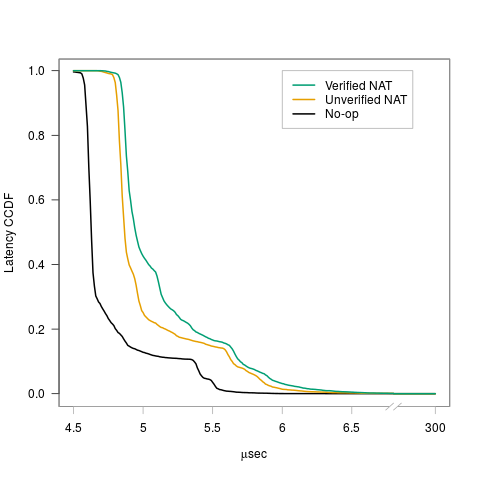 Verified NAT
Unverified NAT
No-op
Latency CCDF
1.0
0.8
0.6
0.4
0.2
0.0
4.5 5 5.5 6 6.5 300
μsec